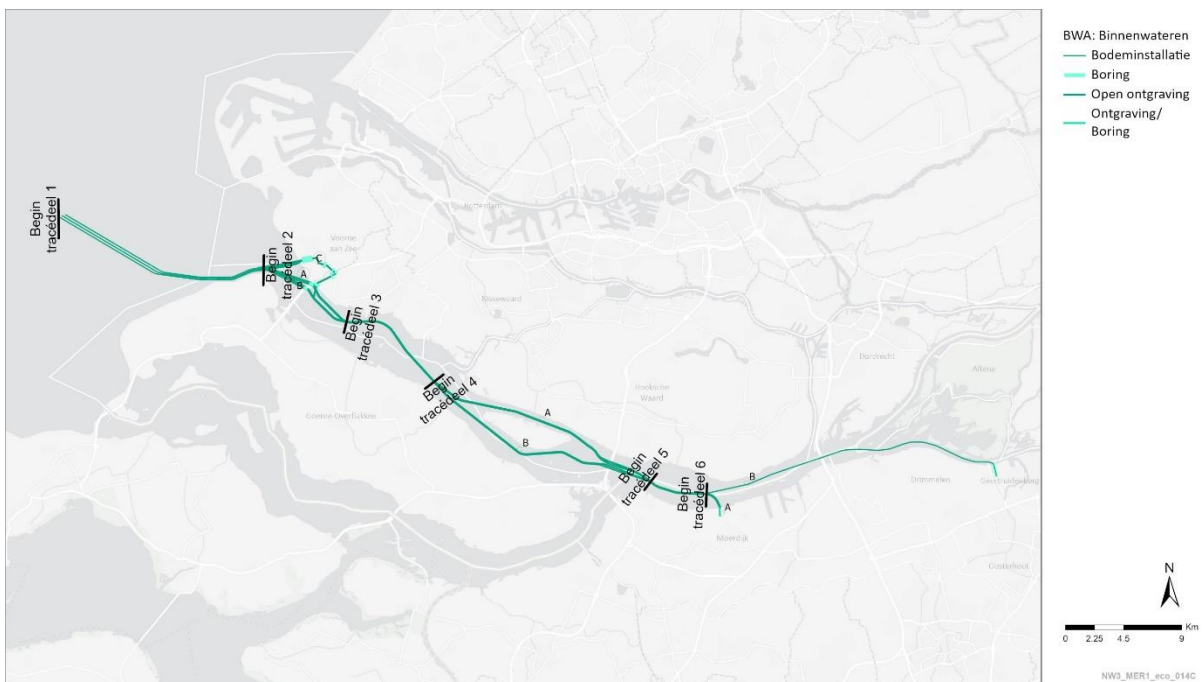 BWA: Binnenwateren
Bodeminstallatie
Boring
Open ontgraving
Ontgraving/
Boring
Begin
tracédeel 1
Begin
tracédeel 2
Begin
tracédeel 3
Begin
tracédeel 4
Begin
tracédeel 5
Begin
tracédeel 6
C
A
B
A
B
B
A
Rotterdam
Voorne
aan Zee
Nissewaard
Dordrecht
Altena
Hoeksche
Waard
Goeree-Overflakkee
Drimmelen
Geertruidenberg
Moerdijk
Oosterhout
N
Km
0 2.25 4.5 9
NW3_MER1_eco_014C